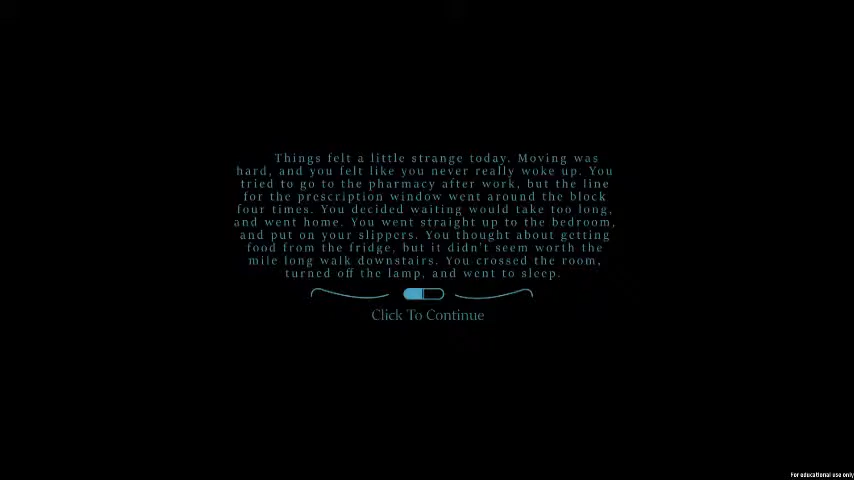 Things felt a little strange today. Moving was
hard, and you felt like you never really woke up. You
tried to go to the pharmacy after work, but the line
for the prescription window went around the block
four times. You decided waiting would take too long,
and went home. You went straight up to the bedroom,
and put on your slippers. You thought about getting
food from the fridge, but it didn't seem worth the
mile long walk downstairs. You crossed the room,
turned off the lamp, and went to sleep.
Click To Continue
For educational use only